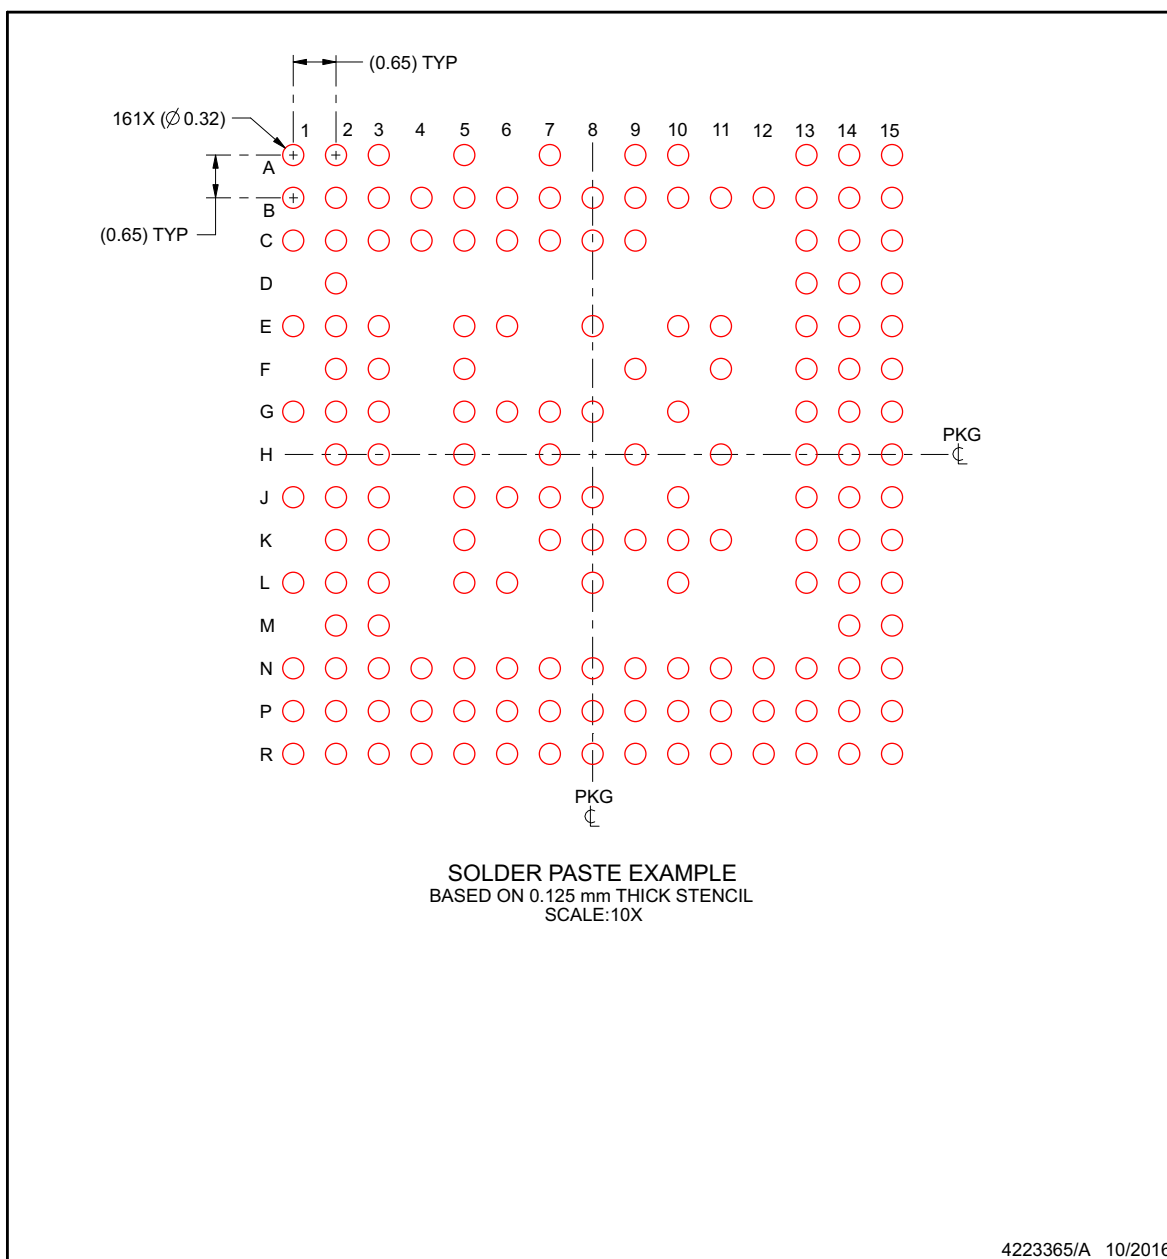 (0.65) TYP
161X (∅ 0.32)
1 2 3 4 5 6 7 8 9 10 11 12 13 14 15
A
B
(0.65) TYP
C
D
E
F
G
PKG
H
℄
J
K
L
M
N
P
R
PKG
℄
SOLDER PASTE EXAMPLE
BASED ON 0.125 mm THICK STENCIL
SCALE:10X
4223365/A 10/2016